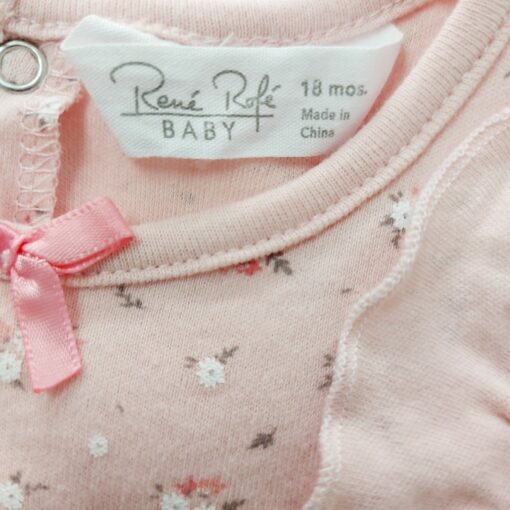 René Rofé
BABY
18 mos.
Made in
China